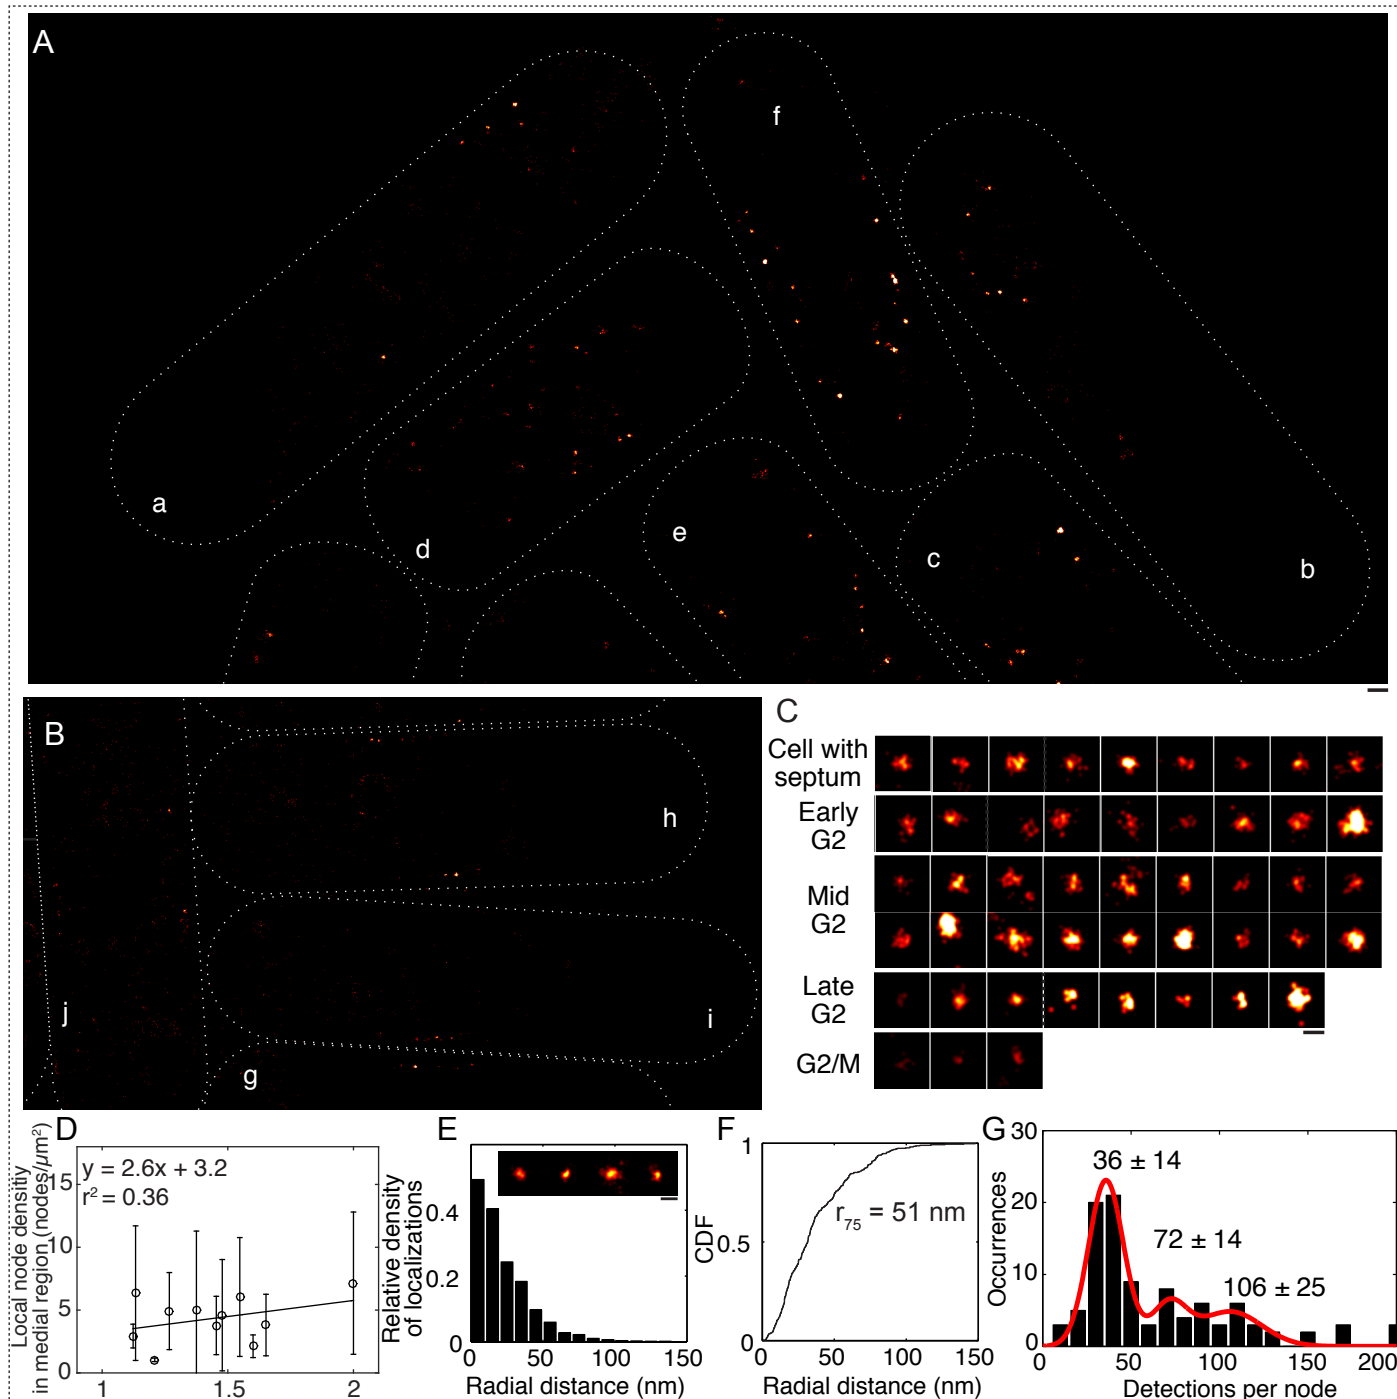 A
f
a
d
e
c
b
B
h
j
i
g
C
Cell with
septum
Early
G2
Mid
G2
Late
G2
G2/M
D
Local node density
in medial region (nodes/µm²)
y = 2.6x + 3.2
r² = 0.36
15
10
5
0
1
1.5
2
E
Relative density
of localizations
0.4
0.2
0
0
50
100
150
Radial distance (nm)
F
CDF
1
0.5
0
r₇₅ = 51 nm
0
50
100
150
Radial distance (nm)
G
Occurrences
30
20
10
0
36 ± 14
72 ± 14
106 ± 25
0
50
100
150
200
Detections per node